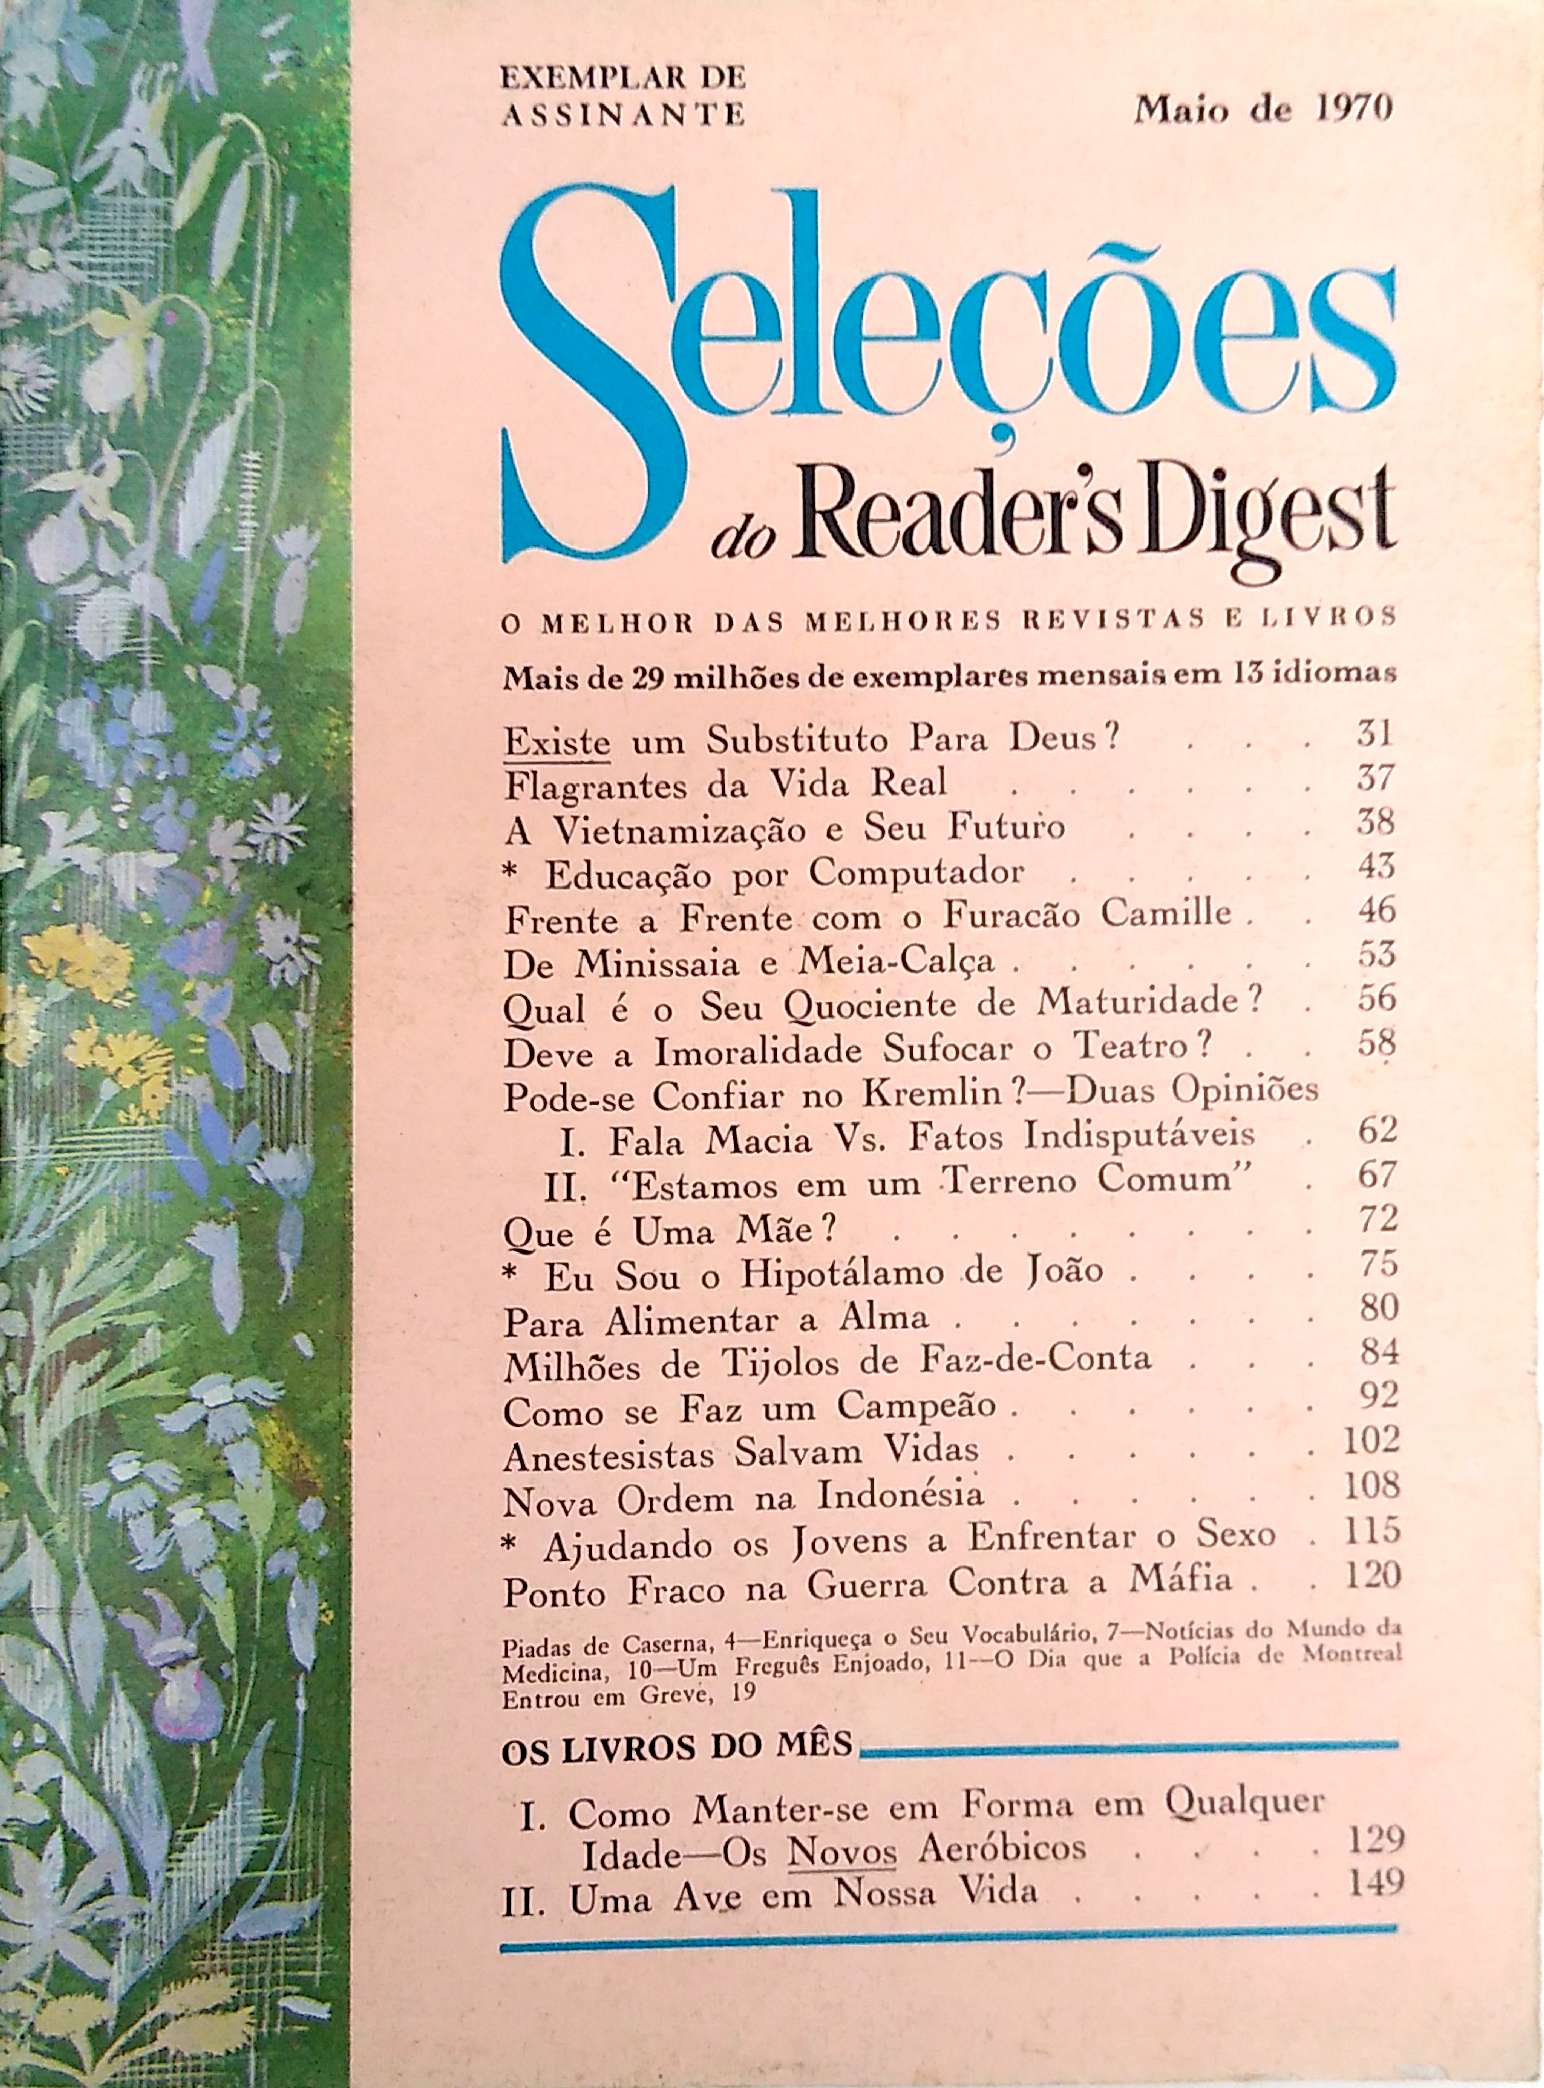 EXEMPLAR DE
ASSINANTE
Maio de 1970
Seleções
do Reader's Digest
O MELHOR DAS MELHORES REVISTAS E LIVROS
Mais de 29 milhões de exemplares mensais em 13 idiomas
Existe um Substituto Para Deus? . . . 31
Flagrantes da Vida Real . . . . . . 37
A Vietnamização e Seu Futuro . . . . 38
* Educação por Computador . . . . . 43
Frente a Frente com o Furacão Camille . . 46
De Minissaia e Meia-Calça . . . . . . 53
Qual é o Seu Quociente de Maturidade? . 56
Deve a Imoralidade Sufocar o Teatro? . . 58
Pode-se Confiar no Kremlin?—Duas Opiniões
I. Fala Macia Vs. Fatos Indisputáveis . 62
II. "Estamos em um Terreno Comum" . 67
Que é Uma Mãe? . . . . . . . . 72
* Eu Sou o Hipotálamo de João . . . . 75
Para Alimentar a Alma . . . . . . . 80
Milhões de Tijolos de Faz-de-Conta . . . 84
Como se Faz um Campeão . . . . . . 92
Anestesistas Salvam Vidas . . . . . . 102
Nova Ordem na Indonésia . . . . . . 108
* Ajudando os Jovens a Enfrentar o Sexo . 115
Ponto Fraco na Guerra Contra a Máfia . . 120
Piadas de Caserna, 4—Enriqueça o Seu Vocabulário, 7—Notícias do Mundo da
Medicina, 10—Um Freguês Enjoado, 11—O Dia que a Polícia de Montreal
Entrou em Greve, 19
OS LIVROS DO MÊS
I. Como Manter-se em Forma em Qualquer
Idade—Os Novos Aeróbicos . . . . 129
II. Uma Ave em Nossa Vida . . . . . 149